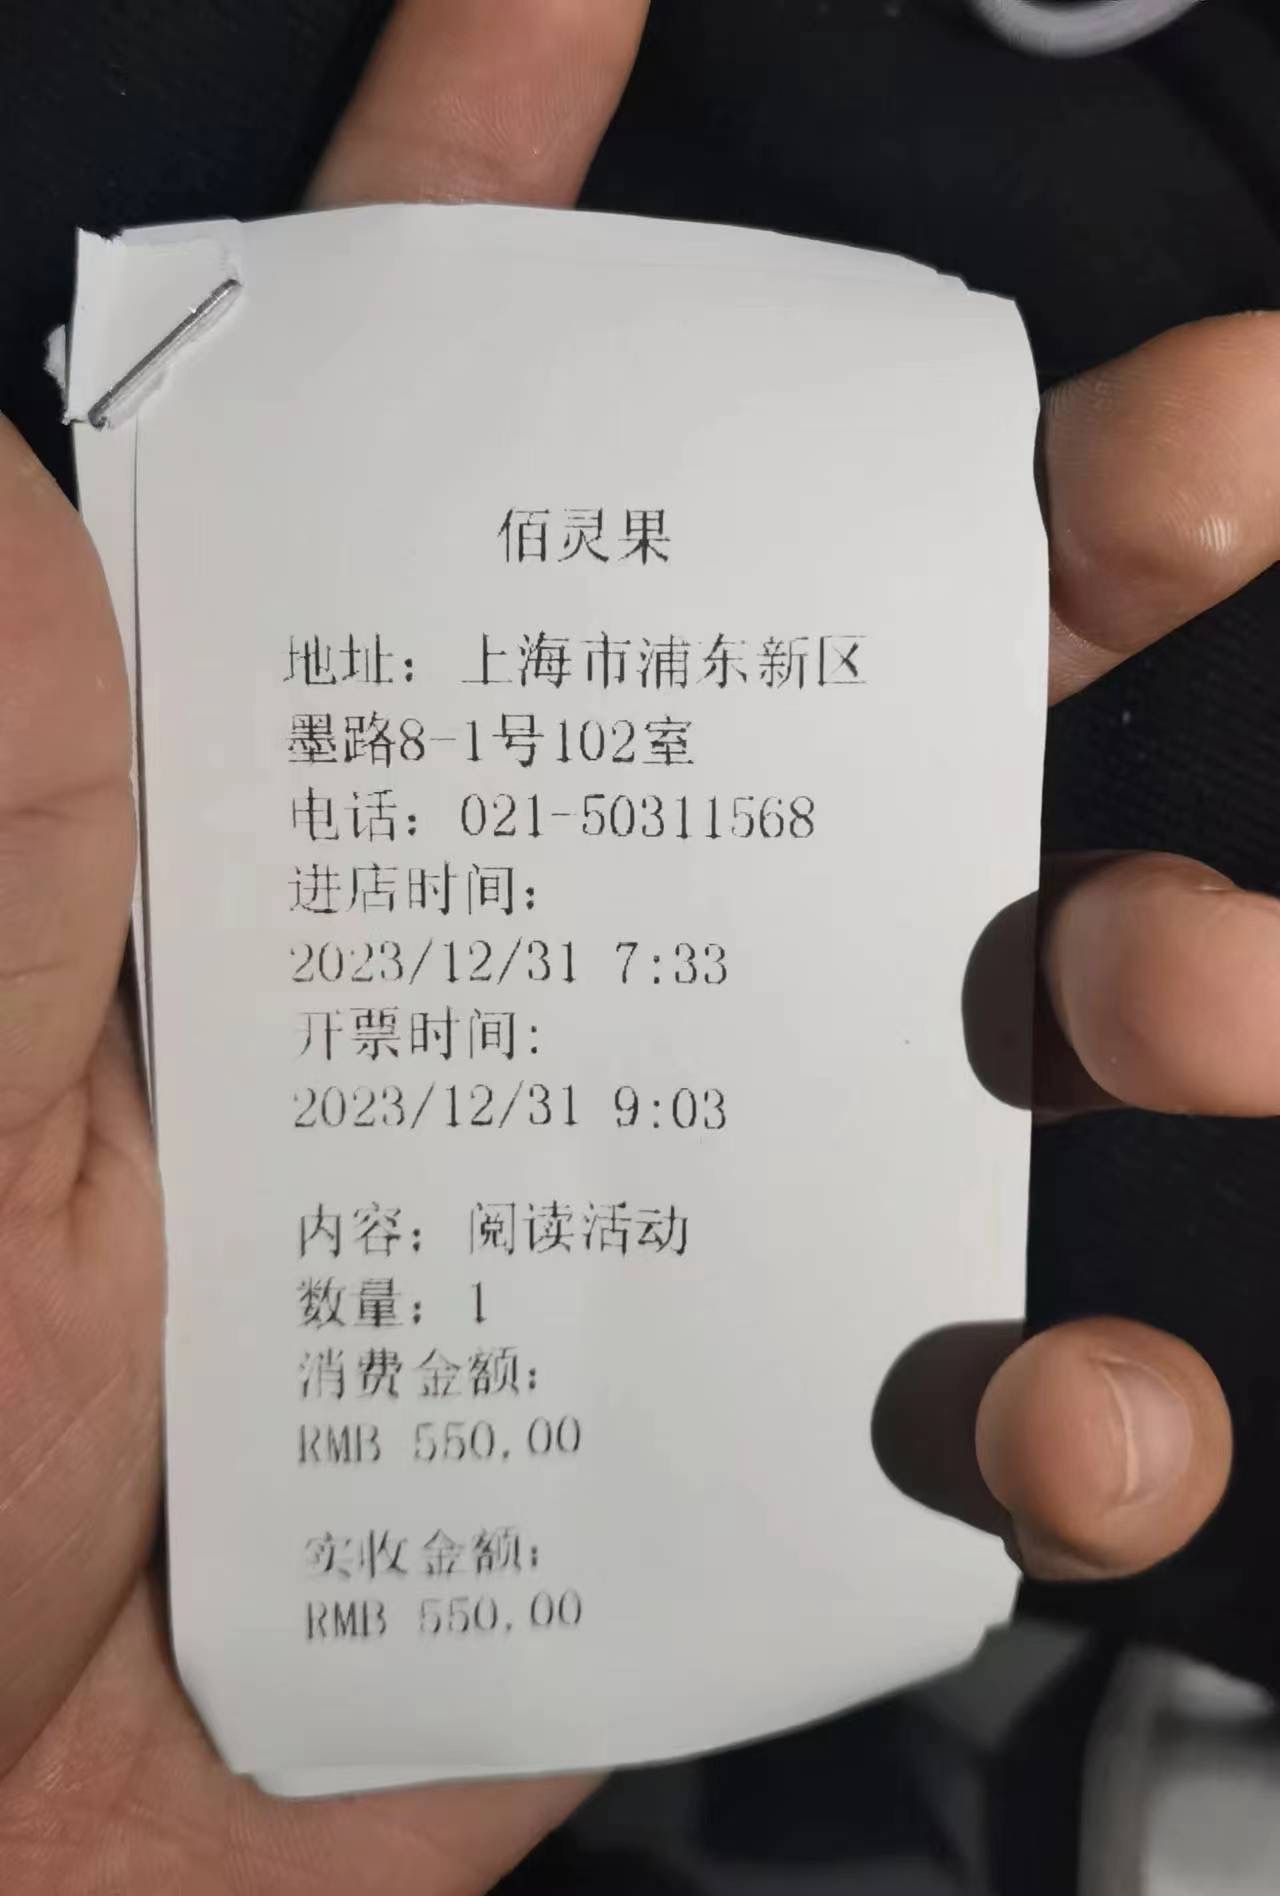 佰灵果
地址：上海市浦东新区
墨路8-1号102室
电话：021-50311568
进店时间：
2023/12/31 7:33
开票时间：
2023/12/31 9:03
内容：阅读活动
数量：1
消费金额：
RMB 550.00
实收金额：
RMB 550.00